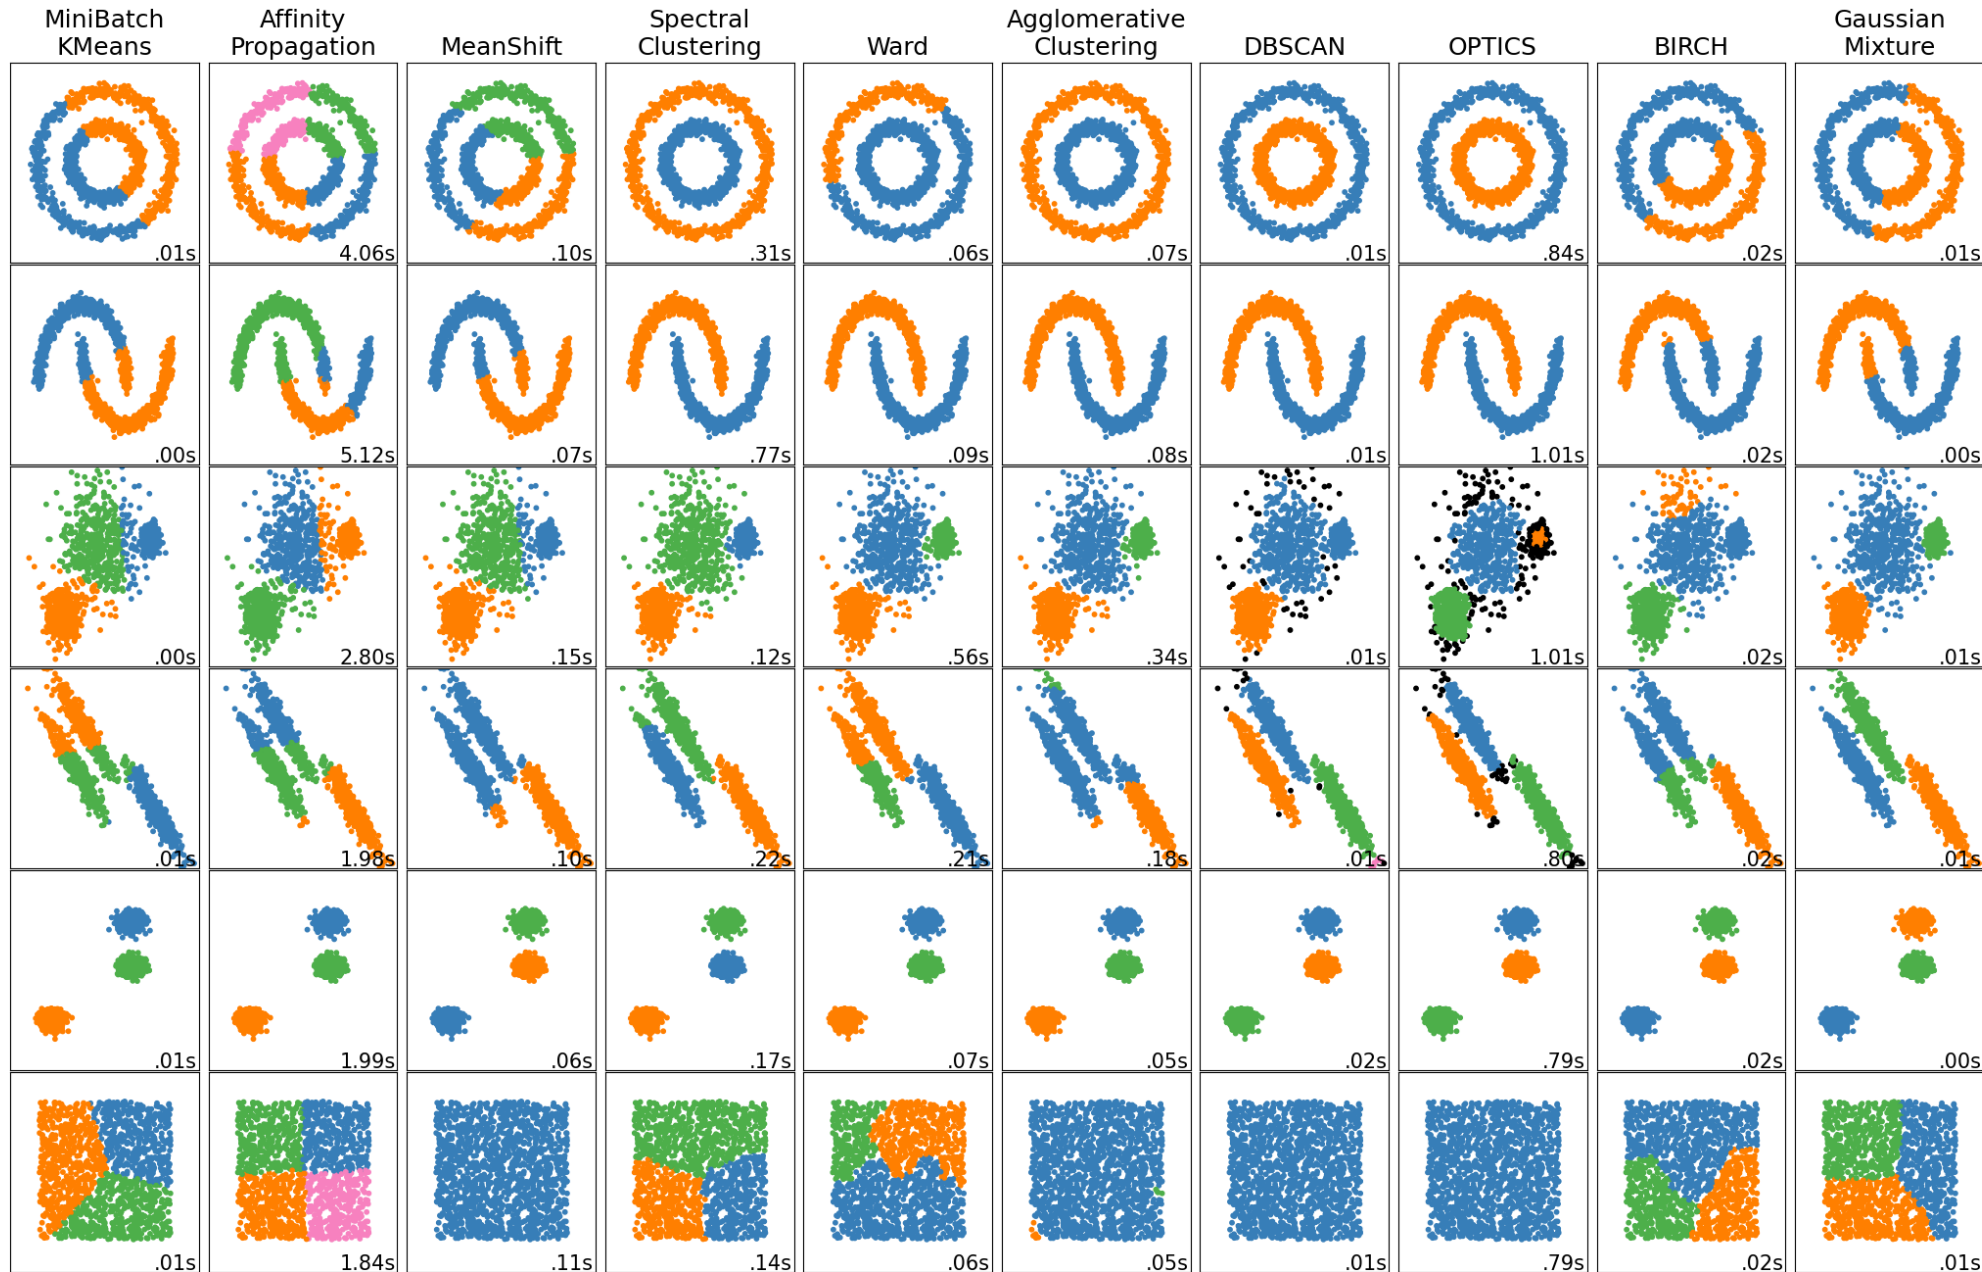 MiniBatch
KMeans
Affinity
Propagation
MeanShift
Spectral
Clustering
Ward
Agglomerative
Clustering
DBSCAN
OPTICS
BIRCH
Gaussian
Mixture
.01s
4.06s
.10s
.31s
.06s
.07s
.01s
.84s
.02s
.01s
.00s
5.12s
.07s
.77s
.09s
.08s
.01s
1.01s
.02s
.00s
.00s
2.80s
.15s
.12s
.56s
.34s
.01s
1.01s
.02s
.01s
.01s
1.98s
.10s
.22s
.21s
.18s
.01s
.80s
.02s
.01s
.01s
1.99s
.06s
.17s
.07s
.05s
.02s
.79s
.02s
.00s
.01s
1.84s
.11s
.14s
.06s
.05s
.01s
.79s
.02s
.01s